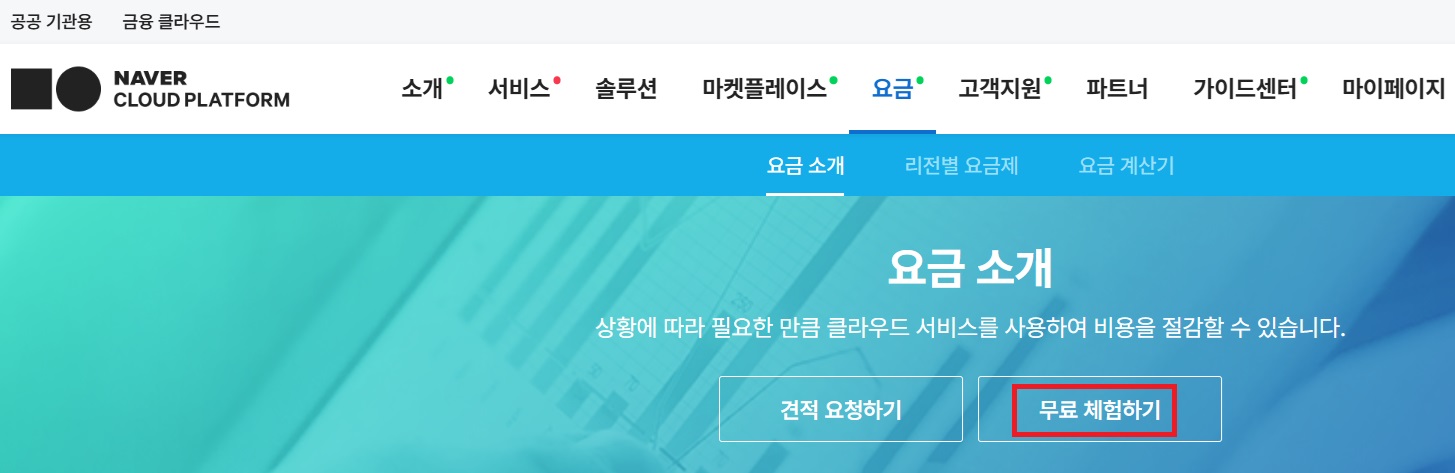 공공 기관용 금융 클라우드
NAVER
CLOUD PLATFORM
소개 서비스 솔루션 마켓플레이스 요금 고객지원 파트너 가이드센터 마이페이지
요금 소개 리전별 요금제 요금 계산기
요금 소개
상황에 따라 필요한 만큼 클라우드 서비스를 사용하여 비용을 절감할 수 있습니다.
견적 요청하기 무료 체험하기